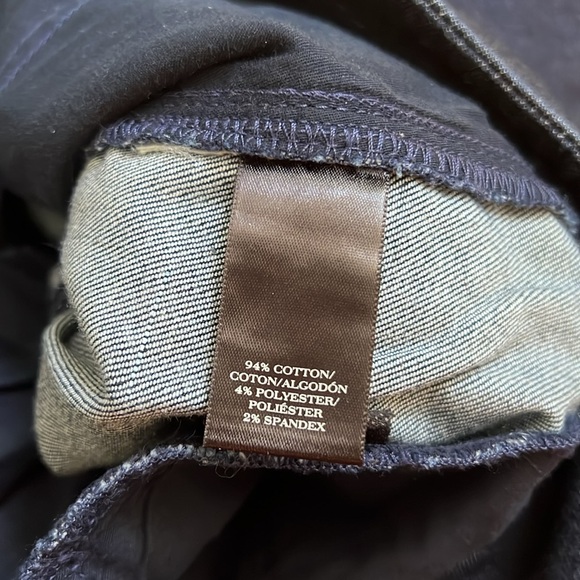 94% COTTON/
COTON/ALGODÓN
4% POLYESTER/
POLIÉSTER
2% SPANDEX